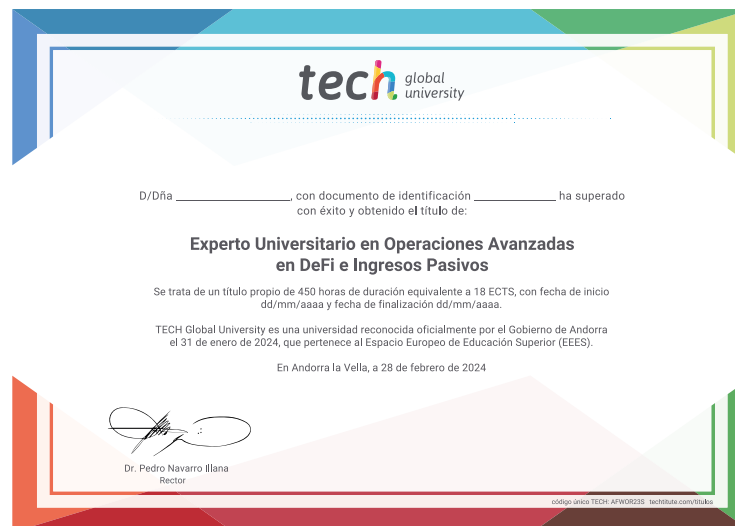 tech global university
D/Dña ______________, con documento de identificación __________ ha superado
con éxito y obtenido el título de:
Experto Universitario en Operaciones Avanzadas
en DeFi e Ingresos Pasivos
Se trata de un título propio de 450 horas de duración equivalente a 18 ECTS, con fecha de inicio
dd/mm/aaaa y fecha de finalización dd/mm/aaaa.
TECH Global University es una universidad reconocida oficialmente por el Gobierno de Andorra
el 31 de enero de 2024, que pertenece al Espacio Europeo de Educación Superior (EEES).
En Andorra la Vella, a 28 de febrero de 2024
Dr. Pedro Navarro Illana
Rector
código único TECH: AFWOR23S techtitute.com/titulos